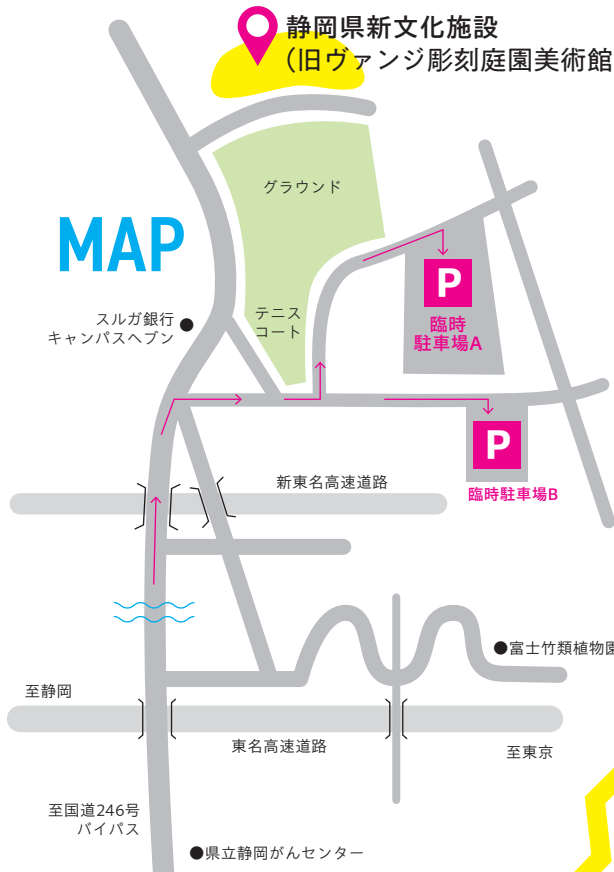 静岡県新文化施設
(旧ヴァンジ彫刻庭園美術館
グラウンド
MAP
テニス
コート
スルガ銀行
キャンパスヘブン
P
臨時
駐車場A
P
臨時駐車場B
新東名高速道路
富士竹類植物園
至静岡
東名高速道路
至東京
至国道246号
バイパス
県立静岡がんセンター